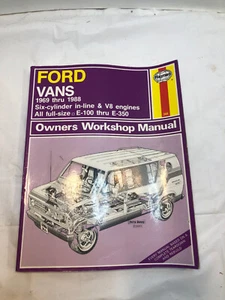 FORD
VANS
1969 thru 1988
Six-cylinder in-line & V8 engines
All full-size E-100 thru E-350
Haynes
Owners Workshop Manual